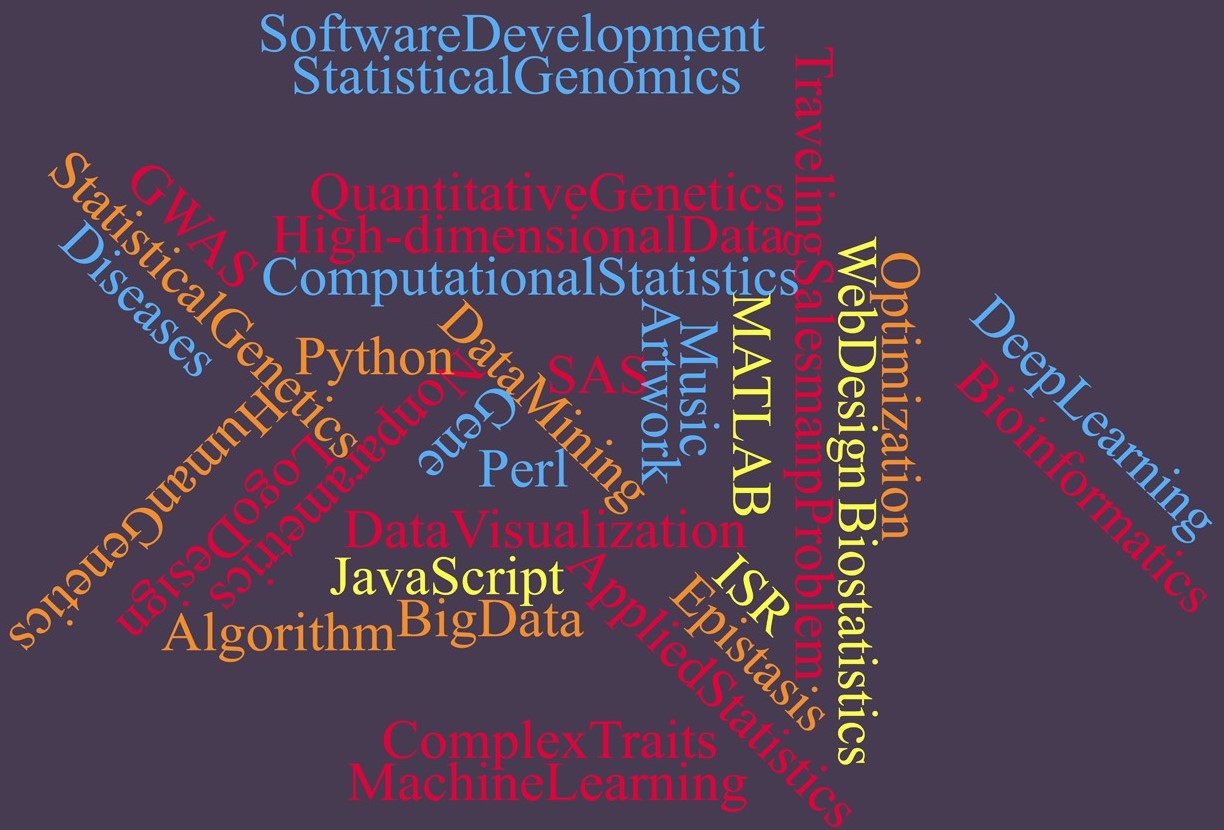 SoftwareDevelopment
StatisticalGenomics
TravelingSalesmanpProblem
GWAS
StatisticalGenetics
Diseases
QuantitativeGenetics
High-dimensionalData
ComputationalStatistics
WebDesign
Optimization
DeepLearning
Bioinformatics
Python
DataMining
SAS
Artwork
Music
MATLAB
Nonparametrics
Gene
HumanGenetics
LogoDesign
Perl
Biostatistics
DataVisualization
JavaScript
ISR
Epistasis
AppliedStatistics
Algorithm
BigData
ComplexTraits
MachineLearning